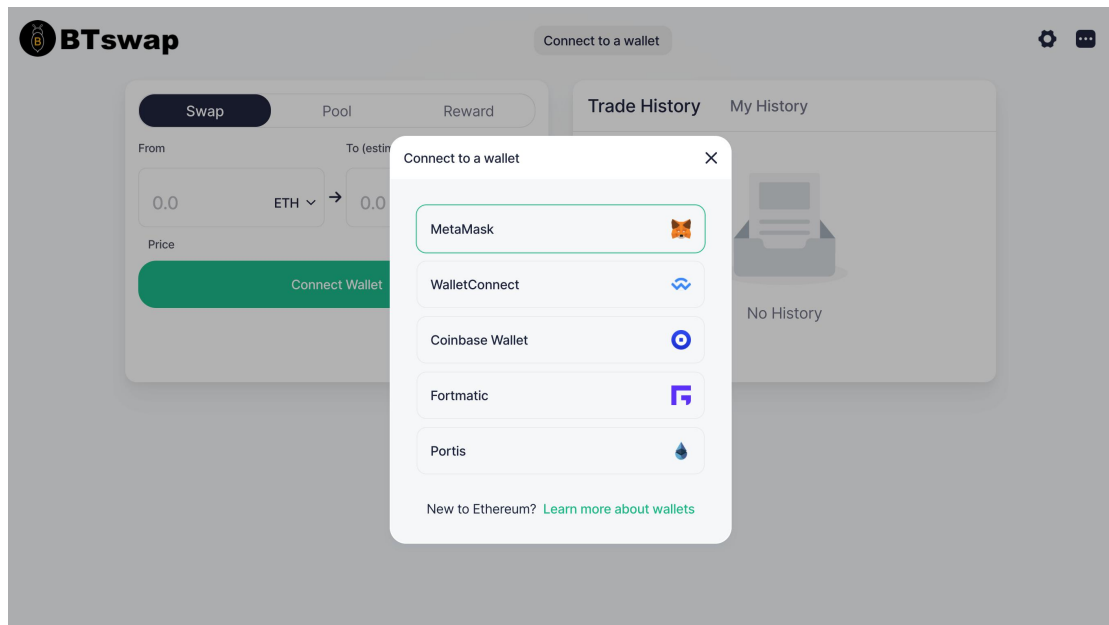 BTswap
Connect to a wallet
Swap
Pool
Reward
Trade History
My History
From
To (estin
0.0
ETH
0.0
Price
Connect Wallet
No History
Connect to a wallet
MetaMask
WalletConnect
Coinbase Wallet
Fortmatic
Portis
New to Ethereum? Learn more about wallets